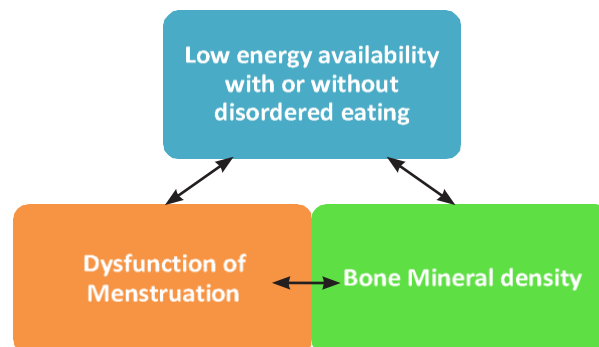 Low energy availability
with or without
disordered eating
Dysfunction of
Menstruation
Bone Mineral density